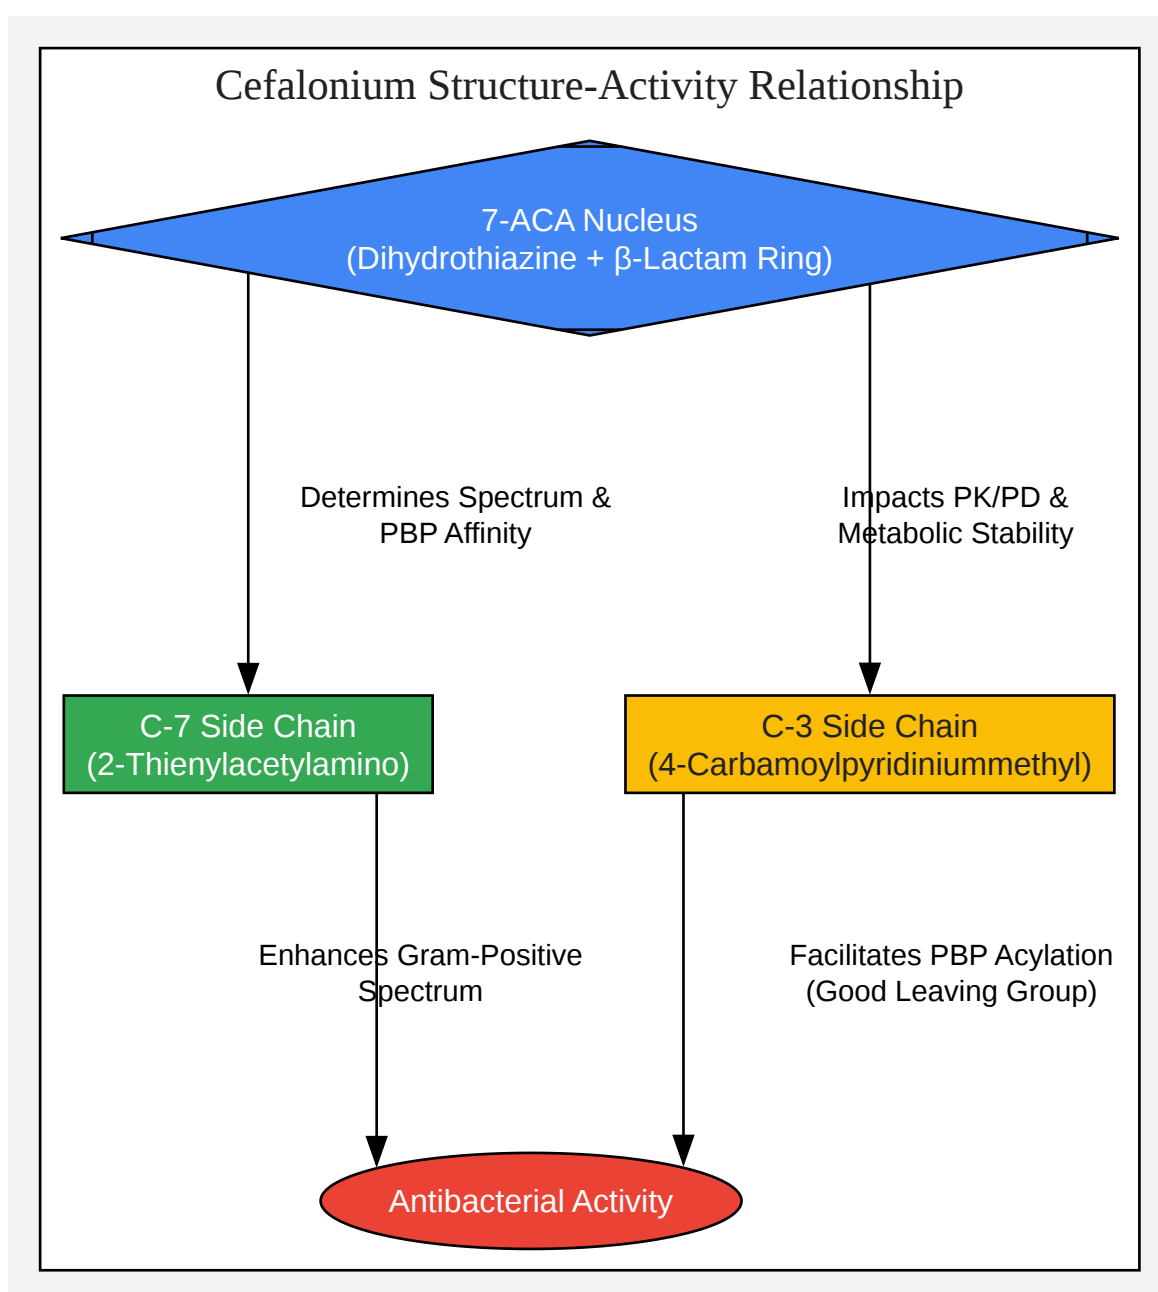 Cefalonium Structure-Activity Relationship
7-ACA Nucleus
(Dihydrothiazine + β-Lactam Ring)
Determines Spectrum &
PBP Affinity
Impacts PK/PD &
Metabolic Stability
C-7 Side Chain
(2-Thienylacetylamino)
C-3 Side Chain
(4-Carbamoylpyridiniummethyl)
Enhances Gram-Positive
Spectrum
Facilitates PBP Acylation
(Good Leaving Group)
Antibacterial Activity